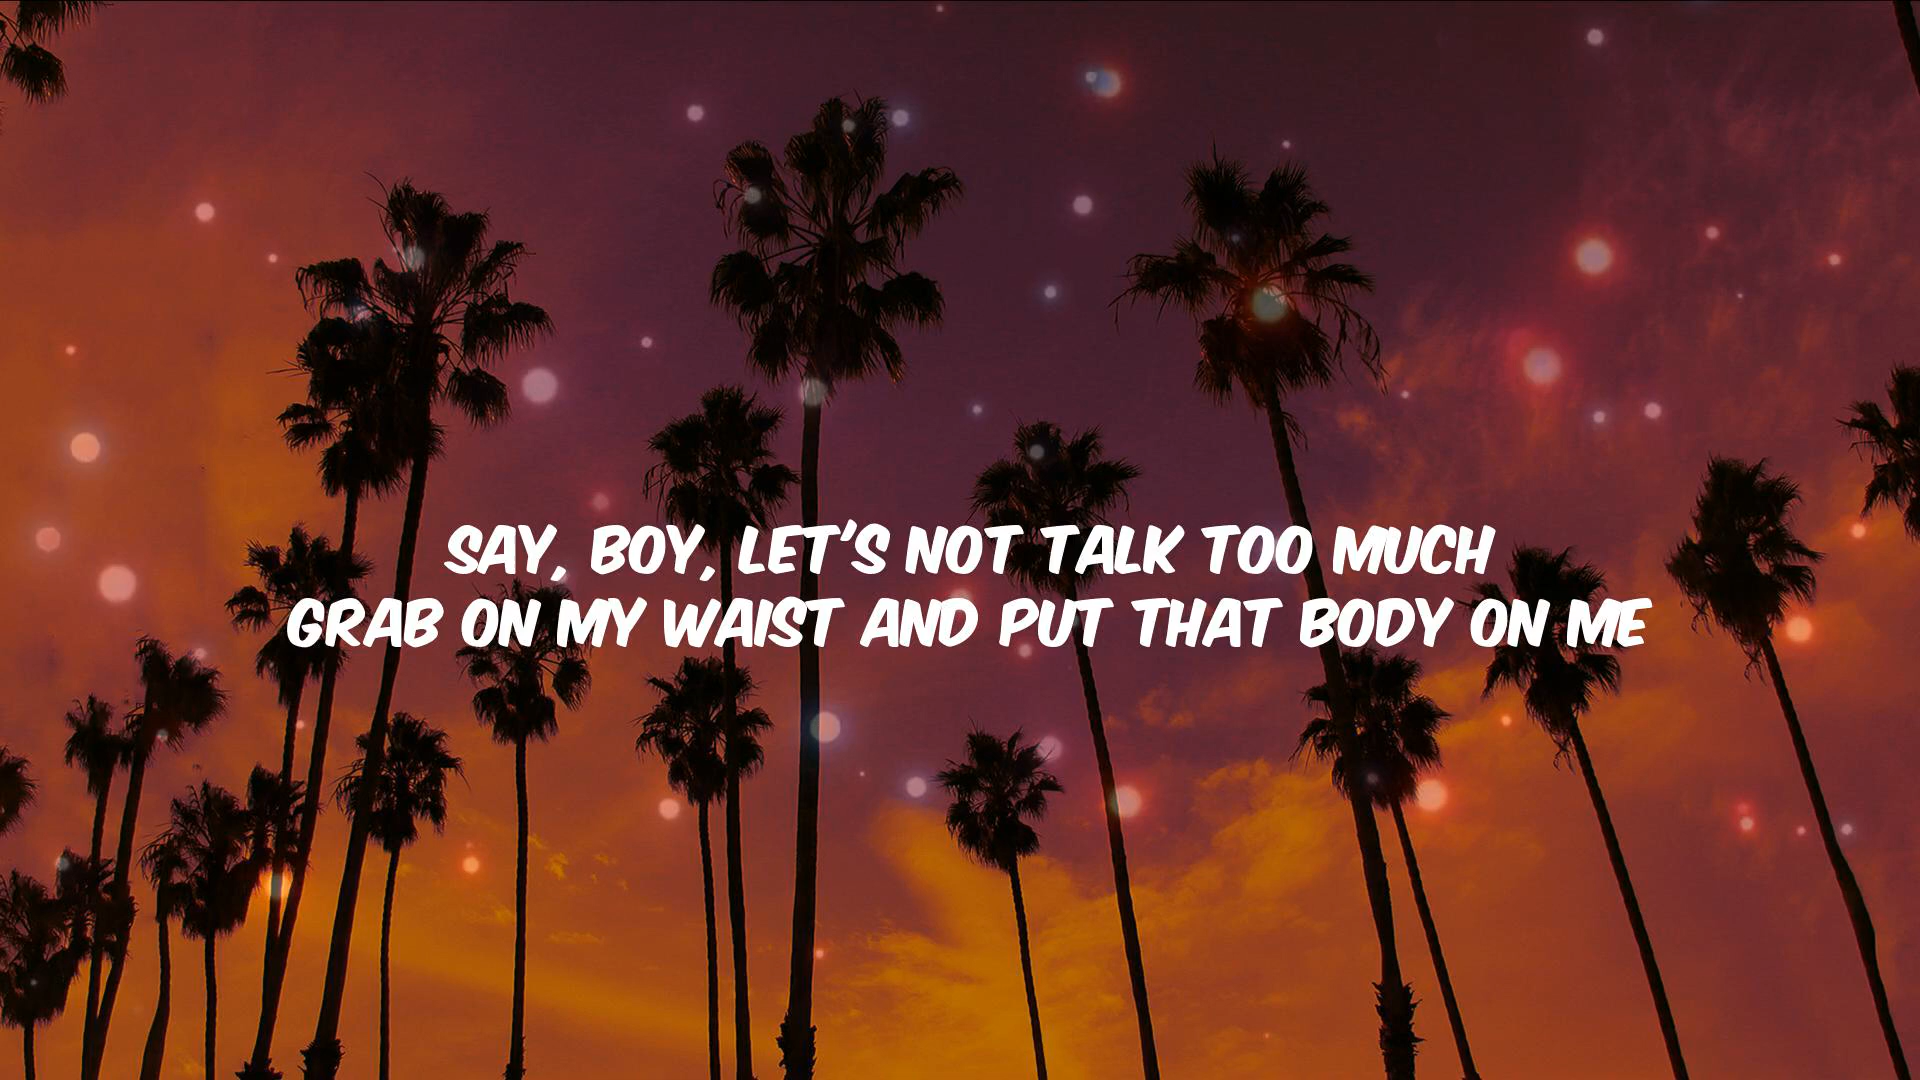 SAY, BOY, LET'S NOT TALK TOO MUCH
GRAB ON MY WAIST AND PUT THAT BODY ON ME